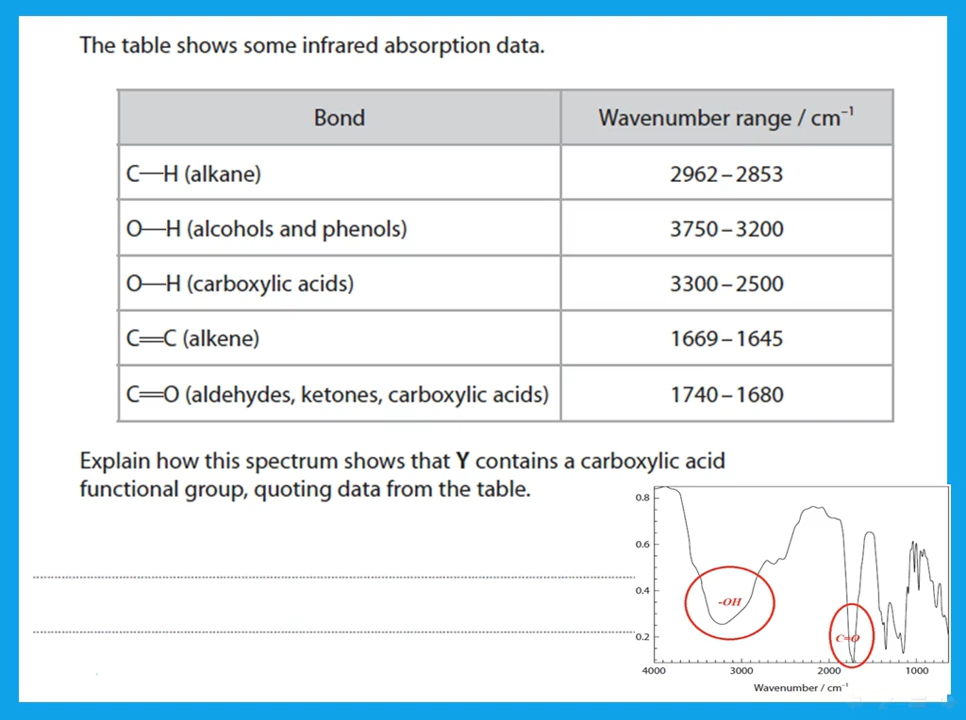 The table shows some infrared absorption data.
Bond Wavenumber range / cm⁻¹
C—H (alkane) 2962–2853
O—H (alcohols and phenols) 3750–3200
O—H (carboxylic acids) 3300–2500
C=C (alkene) 1669–1645
C=O (aldehydes, ketones, carboxylic acids) 1740–1680
Explain how this spectrum shows that Y contains a carboxylic acid
functional group, quoting data from the table.
0.8
0.6
0.4
-OH
0.2
C=O
4000 3000 2000 1000
Wavenumber / cm⁻¹